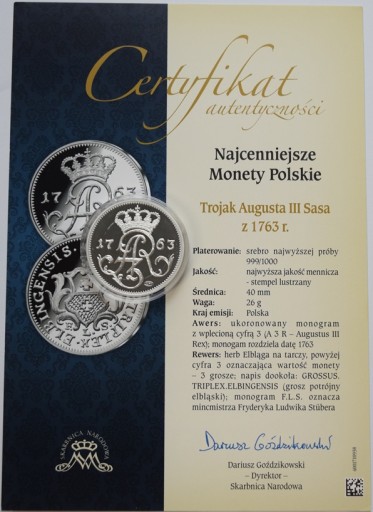 Certyfikat
autentyczności
Najcenniejsze
Monety Polskie
Trojak Augusta III Sasa
z 1763 r.
Platerowanie: srebro najwyższej próby
999/1000
Jakość: najwyższa jakość mennicza
- stempel lustrzany
Średnica: 40 mm
Waga: 26 g
Kraj emisji: Polska
Awers: ukoronowany monogram
z wplecioną cyfrą 3 (A 3 R – Augustus III
Rex); monogram rozdziela datę 1763
Rewers: herb Elbląga na tarczy, powyżej
cyfra 3 oznaczająca wartość monety
– 3 grosze; napis dookoła: GROSSUS.
TRIPLEX.ELBINGENSIS (grosz potrójny
elbląski); monogram F.L.S. oznacza
mincmistrza Fryderyka Ludwika Stübera
Dariusz Goździkowski
Dariusz Goździkowski
– Dyrektor –
Skarbnica Narodowa
17 63
17 63
ELBINGENSIS
TRIPLEX
SKARBNICA NARODOWA